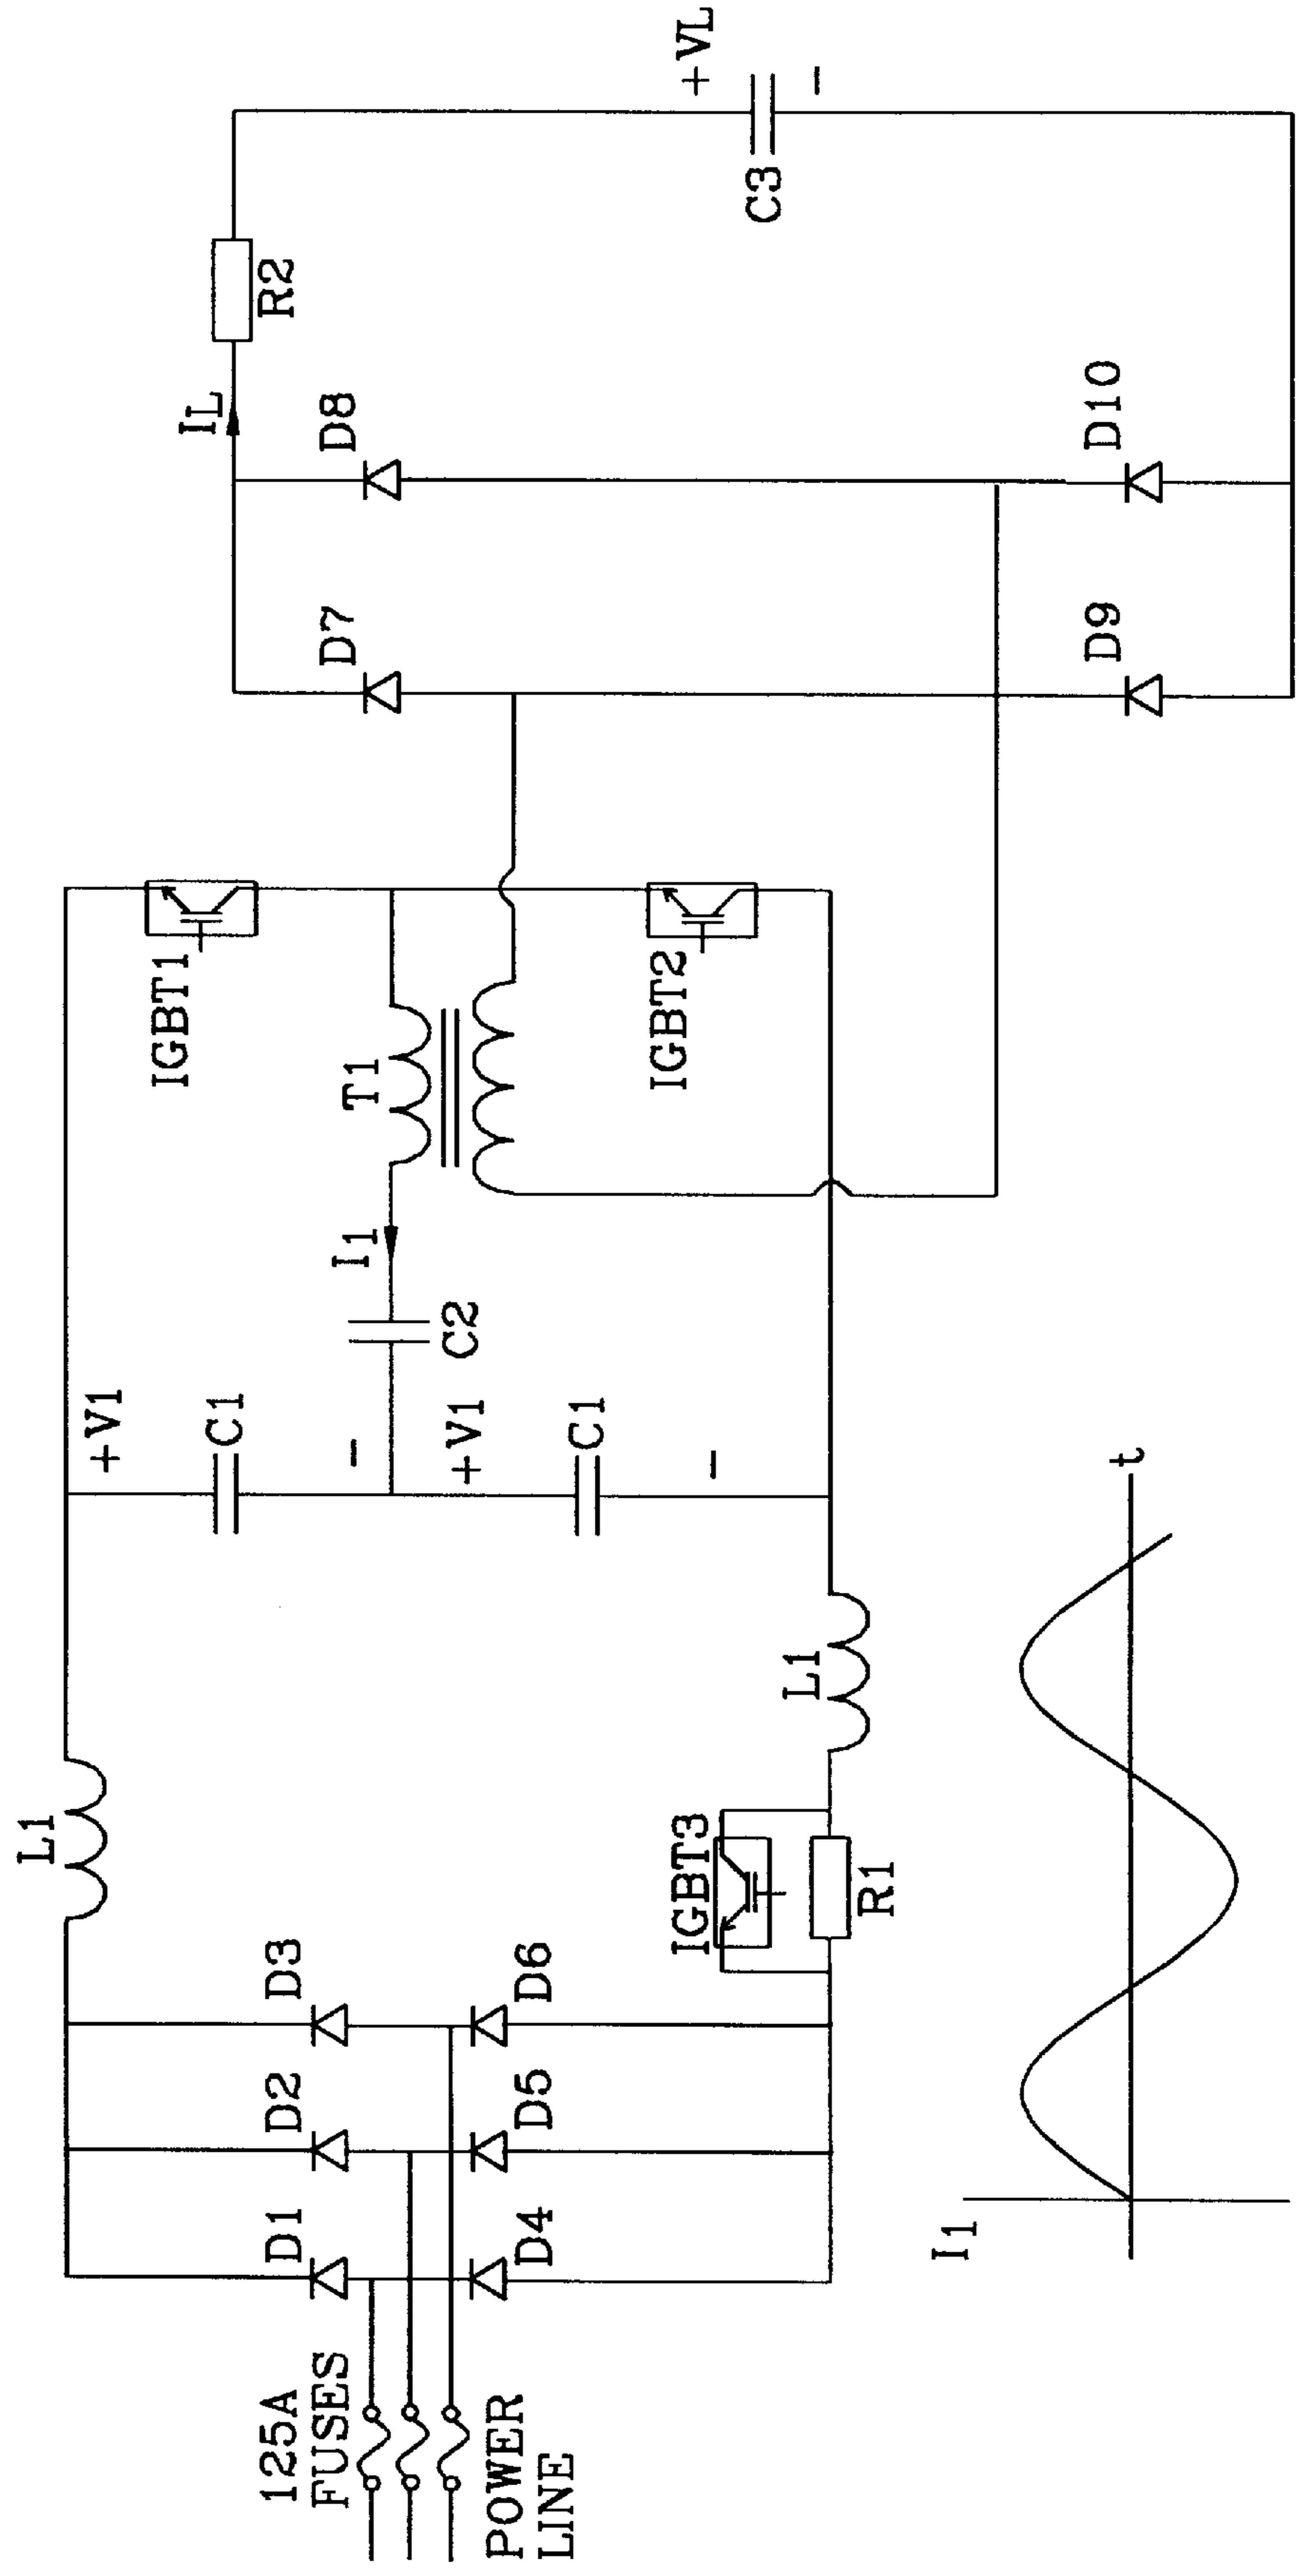 125A
FUSES
POWER
LINE
D1
D2
D3
D4
D5
D6
L1
IGBT3
R1
L1
+V1
C1
-
+V1
C1
-
C2
I1
T1
IGBT1
IGBT2
D7
D8
D9
D10
IL
R2
C3
+VL
-
I1
t